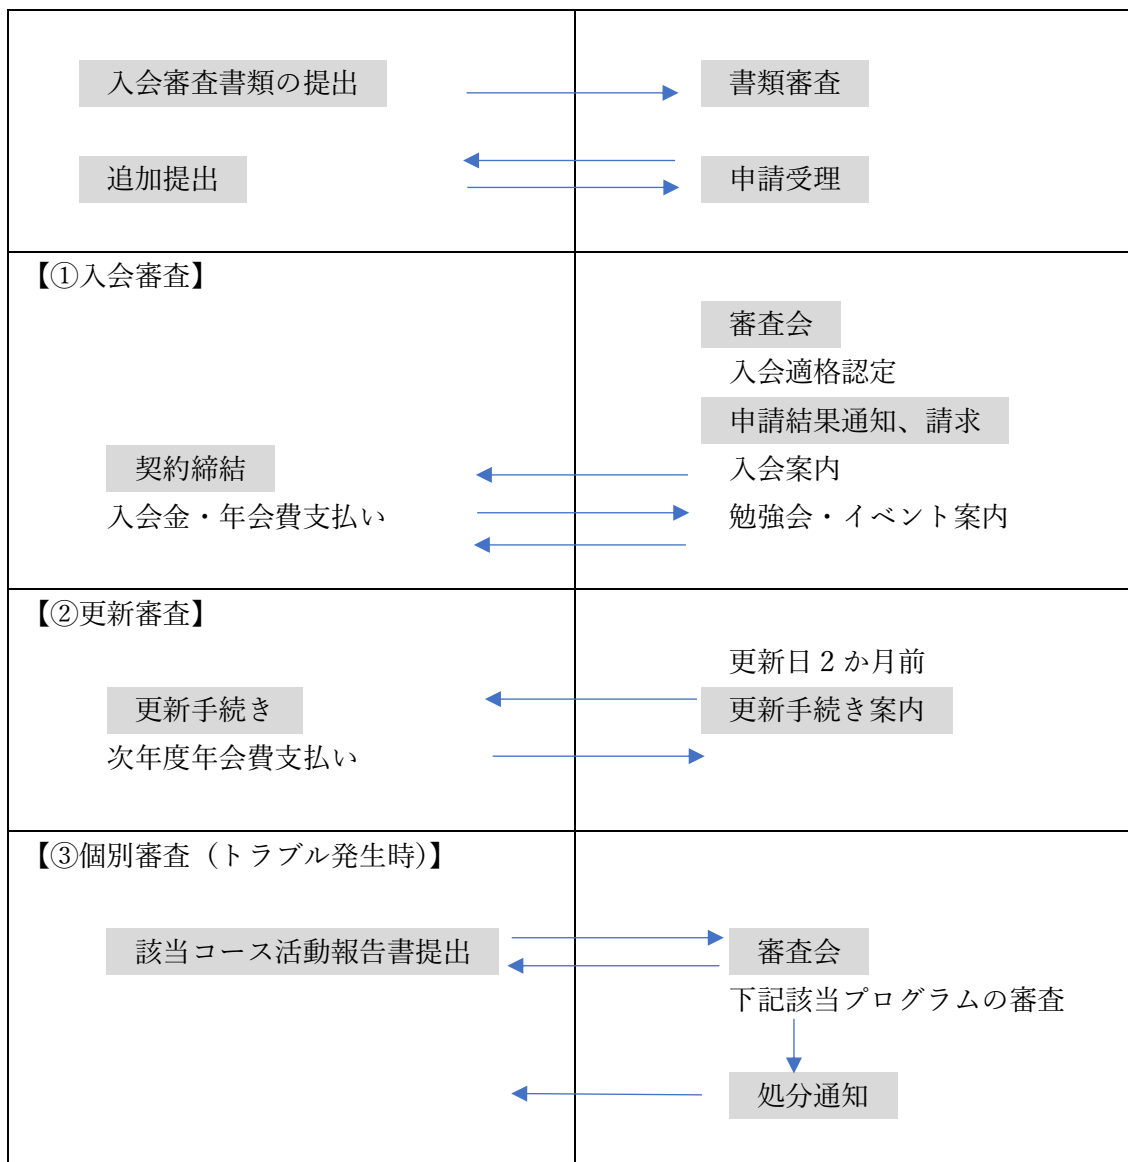 入会審査書類の提出
書類審査
追加提出
申請受理
【①入会審査】
審査会
入会適格認定
申請結果通知、請求
契約締結
入会案内
入会金・年会費支払い
勉強会・イベント案内
【②更新審査】
更新日２か月前
更新手続き
更新手続き案内
次年度年会費支払い
【③個別審査（トラブル発生時）】
該当コース活動報告書提出
審査会
下記該当プログラムの審査
処分通知